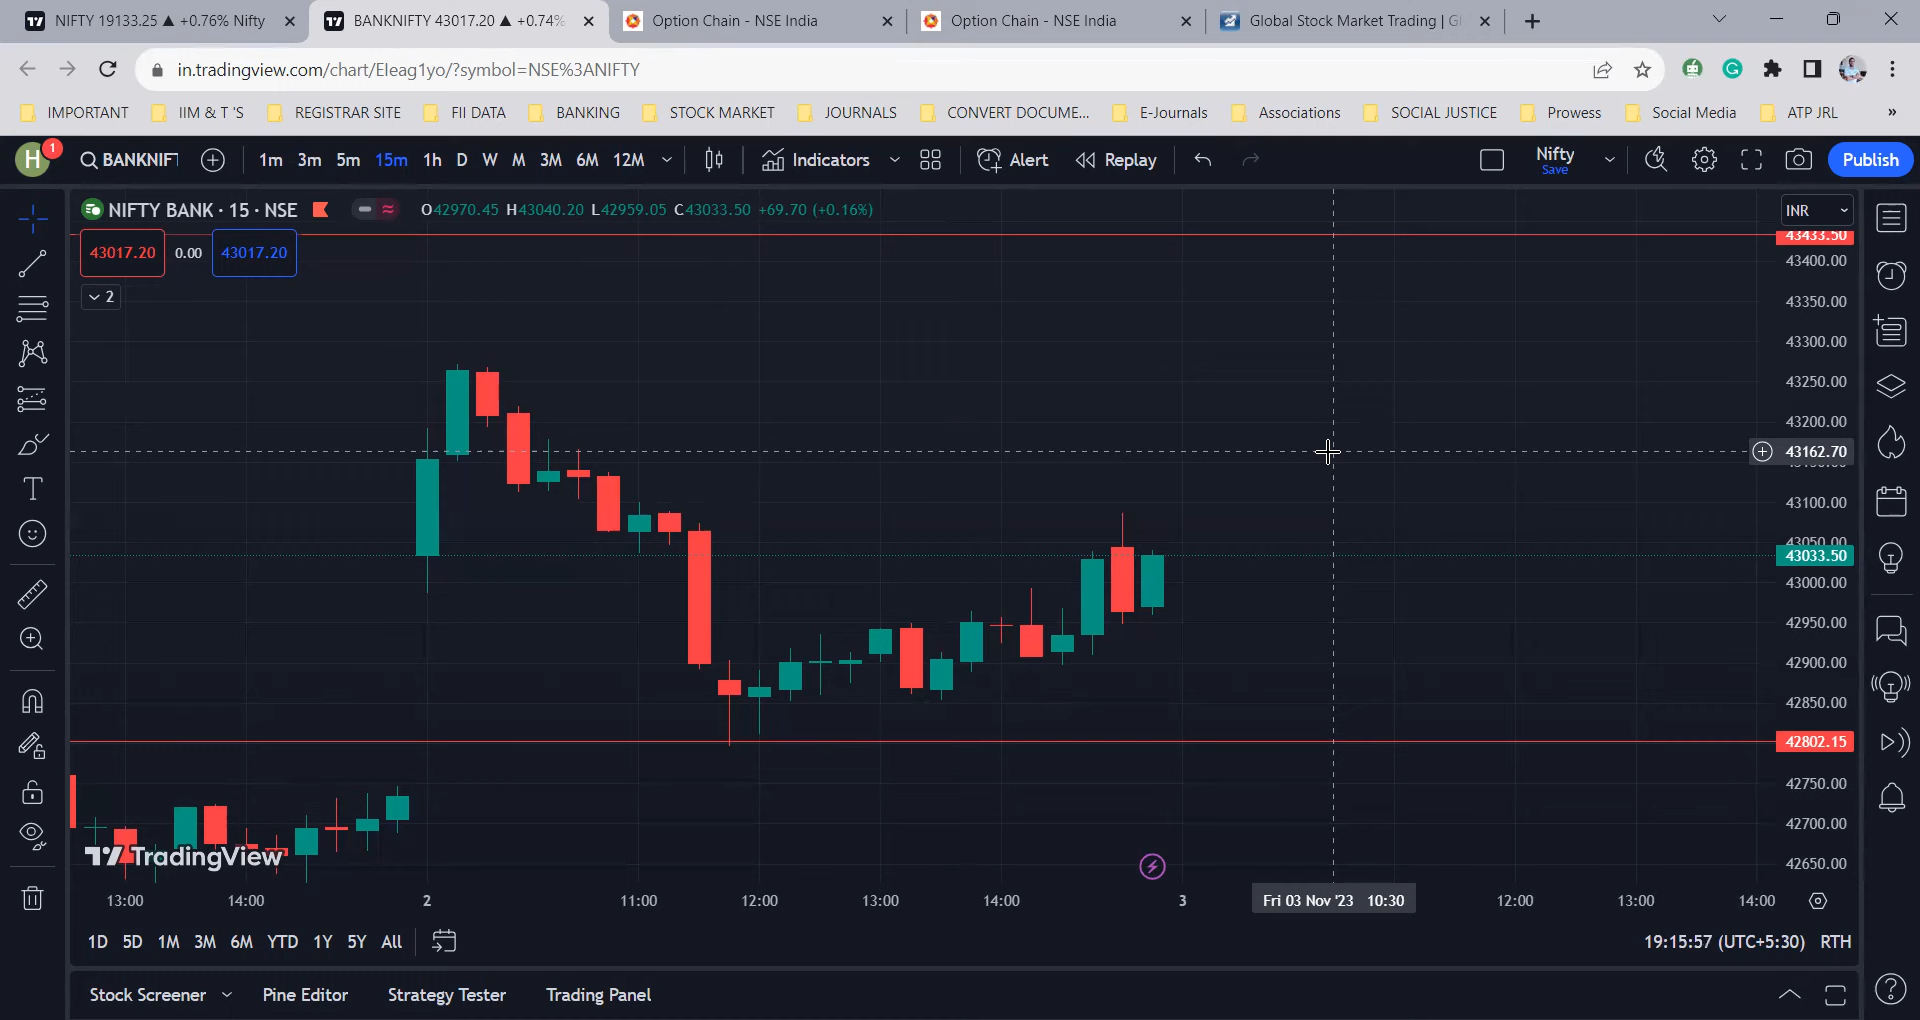 NIFTY 19133.25 ▲ +0.76% Nifty
BANKNIFTY 43017.20 ▲ +0.74%
Option Chain - NSE India
Option Chain - NSE India
Global Stock Market Trading | Gl
in.tradingview.com/chart/Eleag1yo/?symbol=NSE%3ANIFTY
IMPORTANT
IIM & T 'S
REGISTRAR SITE
FII DATA
BANKING
STOCK MARKET
JOURNALS
CONVERT DOCUME...
E-Journals
Associations
SOCIAL JUSTICE
Prowess
Social Media
ATP JRL
»
H
1
BANKNIF
1m 3m 5m 15m 1h D W M 3M 6M 12M
Indicators
Alert
Replay
Nifty
Save
Publish
NIFTY BANK · 15 · NSE
O42970.45 H43040.20 L42959.05 C43033.50 +69.70 (+0.16%)
INR
43017.20
0.00
43017.20
2
43433.50
43400.00
43350.00
43300.00
43250.00
43200.00
43162.70
43100.00
43050.00
43033.50
43000.00
42950.00
42900.00
42850.00
42802.15
42750.00
42700.00
42650.00
TradingView
13:00
14:00
2
11:00
12:00
13:00
14:00
3
Fri 03 Nov '23 10:30
12:00
13:00
14:00
1D 5D 1M 3M 6M YTD 1Y 5Y All
19:15:57 (UTC+5:30) RTH
Stock Screener
Pine Editor
Strategy Tester
Trading Panel